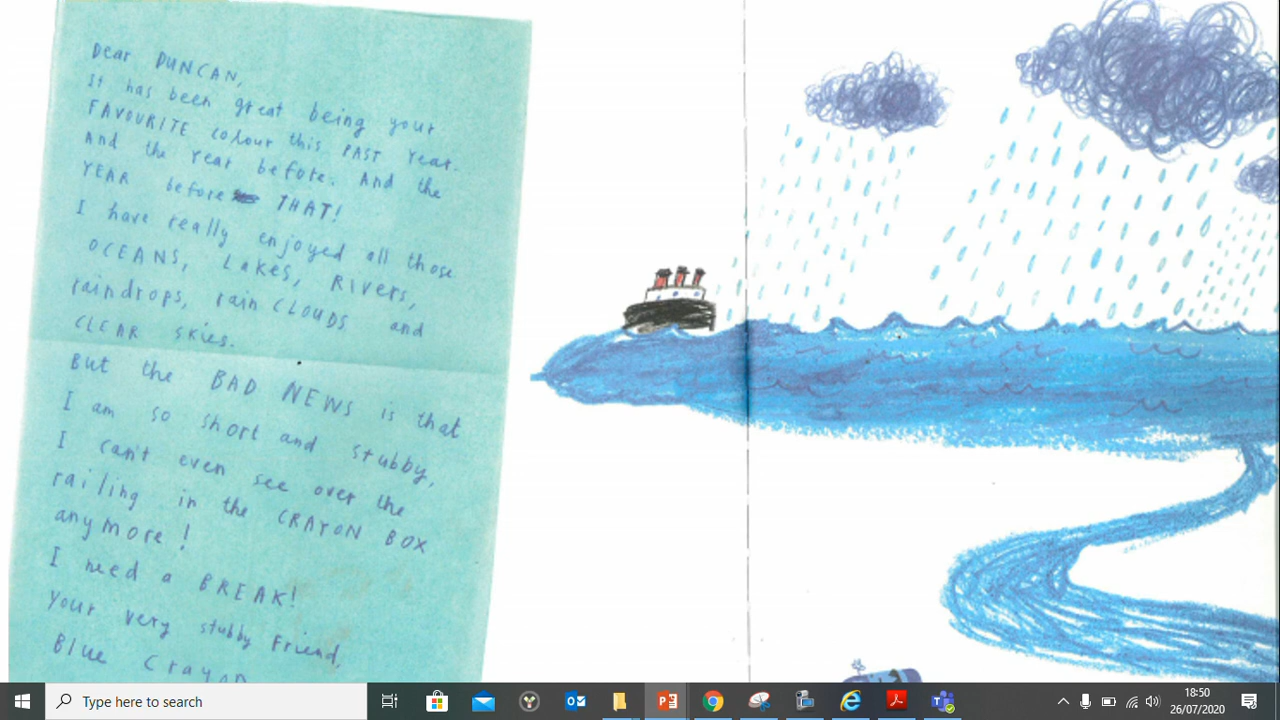 Dear DUNCAN,
It has been great being your
FAVOURITE colour this PAST Year.
And the Year before. And the
YEAR before THAT!
I have really enjoyed all those
OCEANS, Lakes, RIVERS,
raindrops, rain CLOUDS and
CLEAR skies.
But the BAD NEWS is that
I am so short and stubby,
I can't even see over the
railing in the CRAYON BOX
anymore!
I need a BREAK!
Your very stubby Friend,
Blue Crayon
Type here to search
18:50
26/07/2020